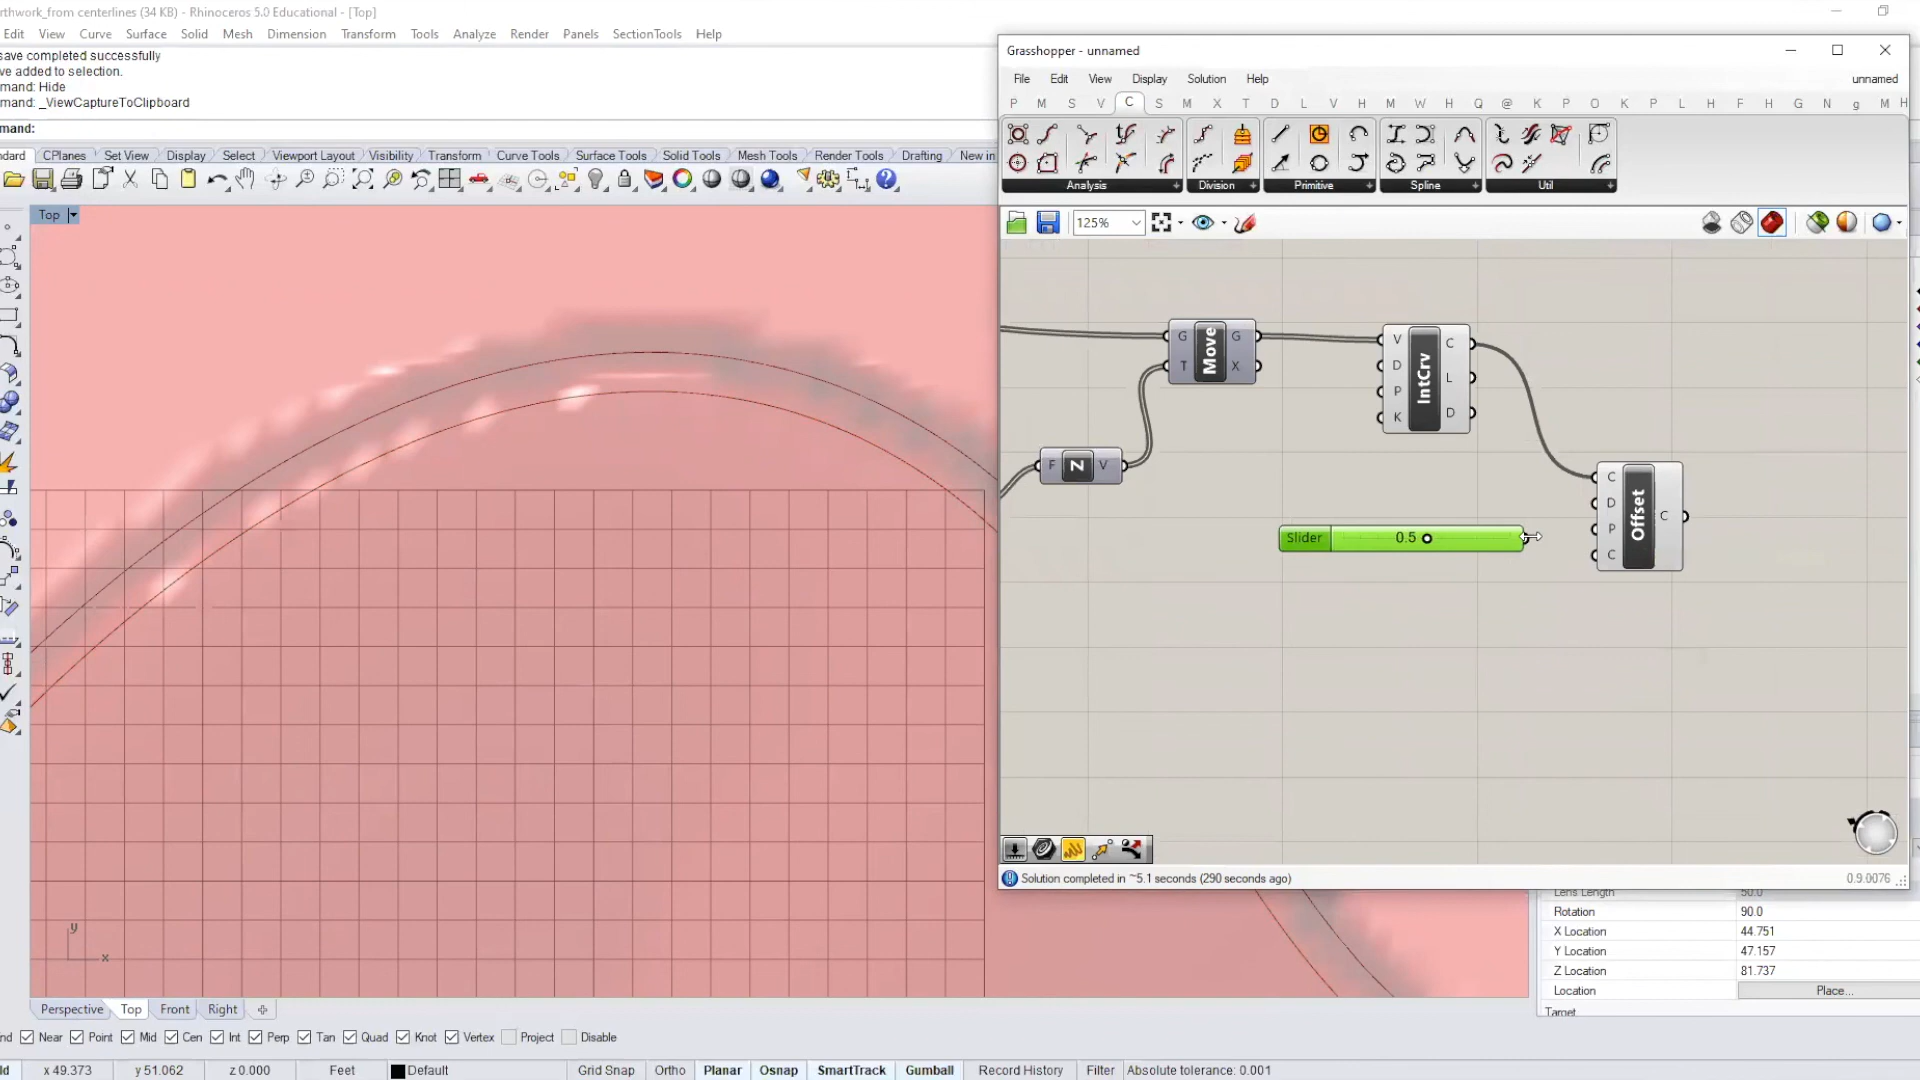 rthwork_from centerlines (34 KB) - Rhinoceros 5.0 Educational - [Top]
Edit View Curve Surface Solid Mesh Dimension Transform Tools Analyze Render Panels SectionTools Help
save completed successfully
ve added to selection.
mand: Hide
mand: _ViewCaptureToClipboard
mand:
ndard CPlanes Set View Display Select Viewport Layout Visibility Transform Curve Tools Surface Tools Solid Tools Mesh Tools Render Tools Drafting New in
Top
y
x
Perspective Top Front Right
nd Near Point Mid Cen Int Perp Tan Quad Knot Vertex Project Disable
ld x 49.373 y 51.062 z 0.000 Feet Default Grid Snap Ortho Planar Osnap SmartTrack Gumball Record History Filter Absolute tolerance: 0.001
Grasshopper - unnamed
File Edit View Display Solution Help unnamed
P M S V C S M X T D L V H M W H Q @ K P O K P L H F H G N g M H
Analysis Division Primitive Spline Util
125%
G T Move G X
V D P K IntCrv C L D
F N V
Slider 0.5
C D P C Offset C
Solution completed in ~5.1 seconds (290 seconds ago) 0.9.0076
Lens Length 50.0
Rotation 90.0
X Location 44.751
Y Location 47.157
Z Location 81.737
Location Place...
Target